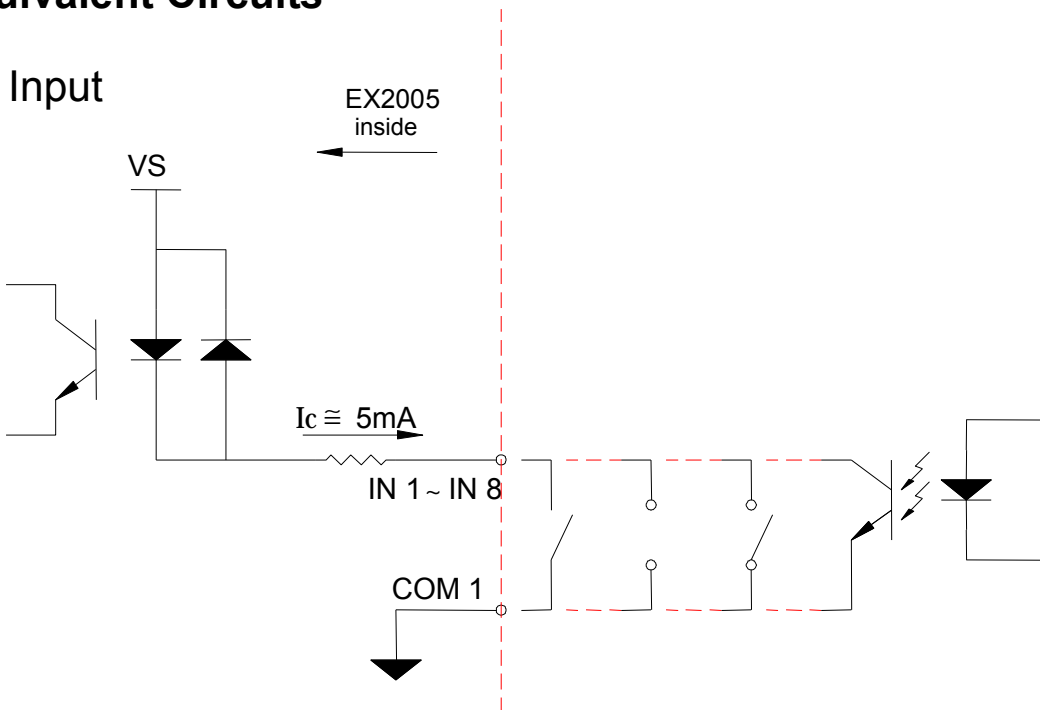 Input
EX2005
inside
VS
Ic ≅ 5mA
IN 1 ~ IN 8
COM 1